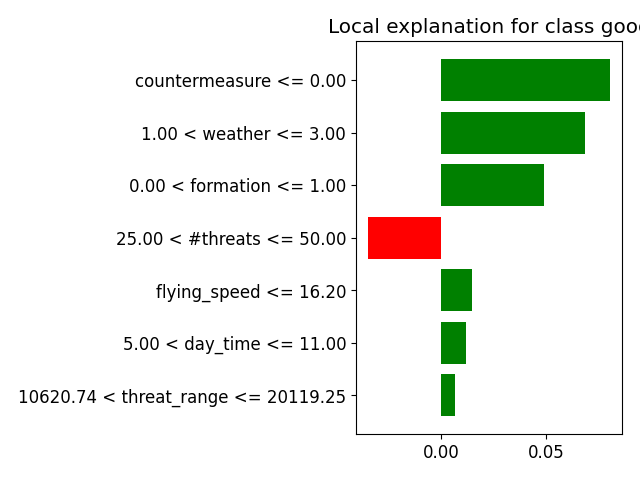 Local explanation for class good
countermeasure <= 0.00
1.00 < weather <= 3.00
0.00 < formation <= 1.00
25.00 < #threats <= 50.00
flying_speed <= 16.20
5.00 < day_time <= 11.00
10620.74 < threat_range <= 20119.25
0.00 0.05